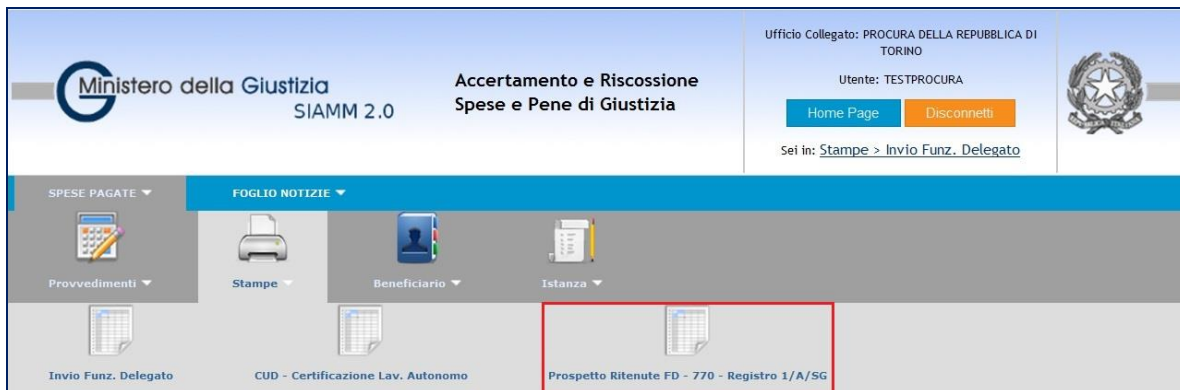 Ufficio Collegato: PROCURA DELLA REPUBBLICA DI
TORINO
Utente: TESTPROCURA
Ministero della Giustizia
SIAMM 2.0
Accertamento e Riscossione
Spese e Pene di Giustizia
Home Page
Disconnetti
Sei in: Stampe > Invio Funz. Delegato
SPESE PAGATE
FOGLIO NOTIZIE
Provvedimenti
Stampe
Beneficiario
Istanza
Invio Funz. Delegato
CUD - Certificazione Lav. Autonomo
Prospetto Ritenute FD - 770 - Registro 1/A/SG